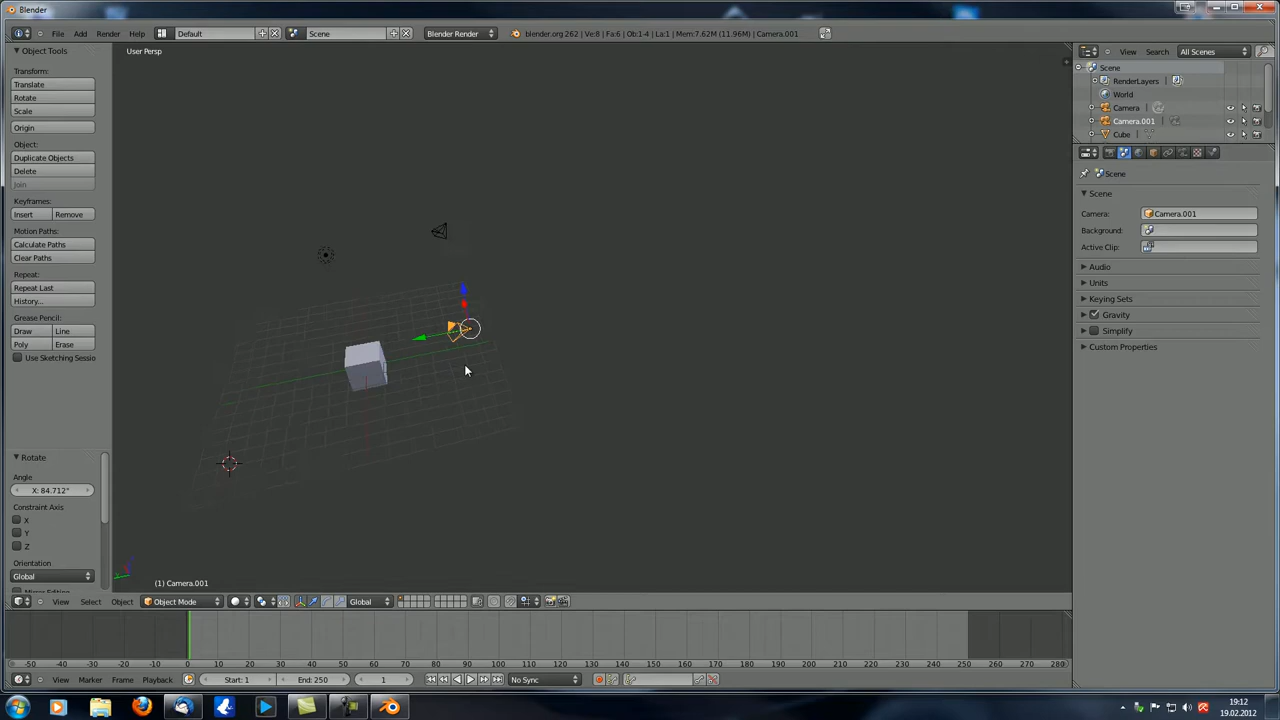 Blender
File Add Render Help Default Scene Blender Render blender.org 262 | Ve:8 | Fa:6 | Ob:1-4 | La:1 | Mem:7.62M (11.96M) | Camera.001
Object Tools
User Persp
View Search All Scenes
Transform:
Translate
Rotate
Scale
Origin
Object:
Duplicate Objects
Delete
Join
Keyframes:
Insert Remove
Motion Paths:
Calculate Paths
Clear Paths
Repeat:
Repeat Last
History...
Grease Pencil:
Draw Line
Poly Erase
Use Sketching Sessio
Scene
RenderLayers
World
Camera
Camera.001
Cube
Scene
Scene
Camera: Camera.001
Background:
Active Clip:
Audio
Units
Keying Sets
Gravity
Simplify
Custom Properties
Rotate
Angle
X: 84.712°
Constraint Axis
X
Y
Z
Orientation
Global
(1) Camera.001
View Select Object Object Mode Global
-50 -40 -30 -20 -10 0 10 20 30 40 50 60 70 80 90 100 110 120 130 140 150 160 170 180 190 200 210 220 230 240 250 260 270 280
View Marker Frame Playback Start: 1 End: 250 1 No Sync
19:12
19.02.2012